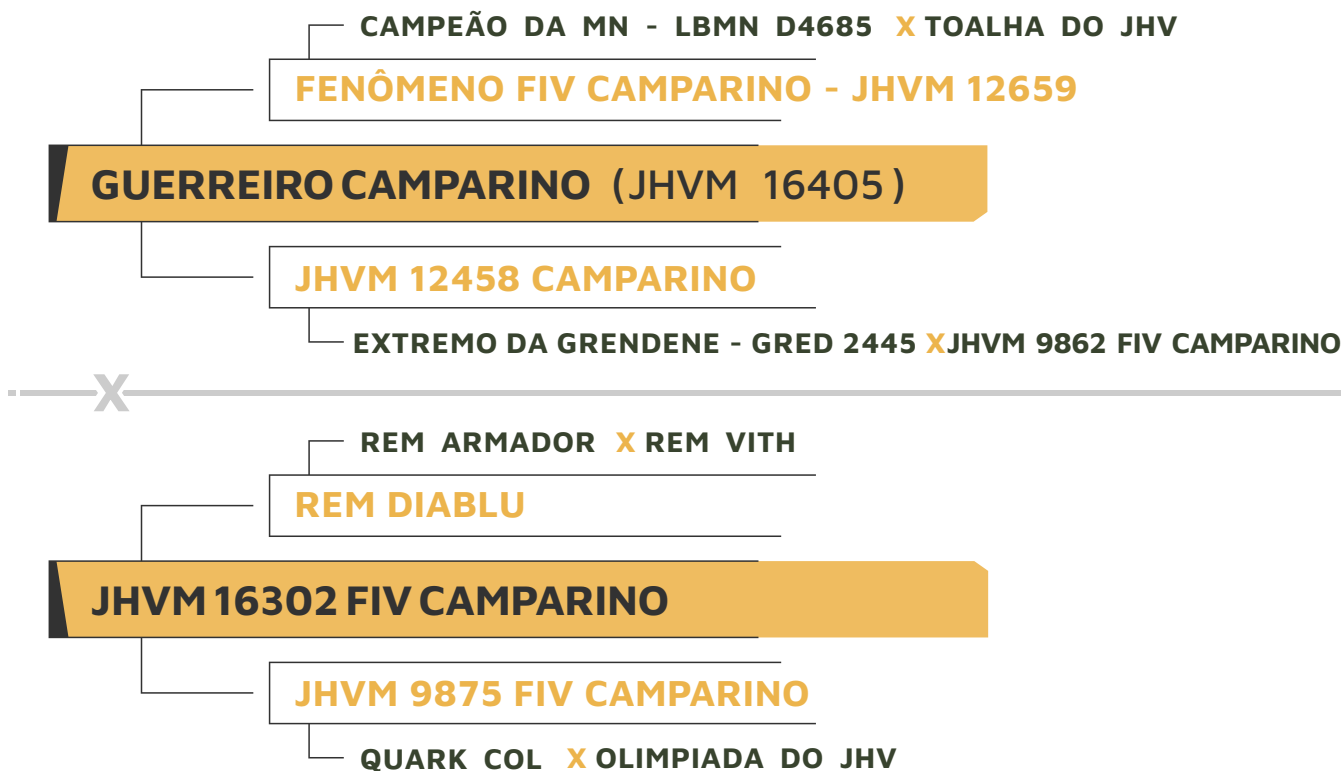 CAMPEÃO DA MN - LBMN D4685 X TOALHA DO JHV
FENÔMENO FIV CAMPARINO - JHVM 12659
GUERREIRO CAMPARINO (JHVM 16405)
JHVM 12458 CAMPARINO
EXTREMO DA GRENDENE - GRED 2445 X JHVM 9862 FIV CAMPARINO
X
REM ARMADOR X REM VITH
REM DIABLU
JHVM 16302 FIV CAMPARINO
JHVM 9875 FIV CAMPARINO
QUARK COL X OLIMPIADA DO JHV